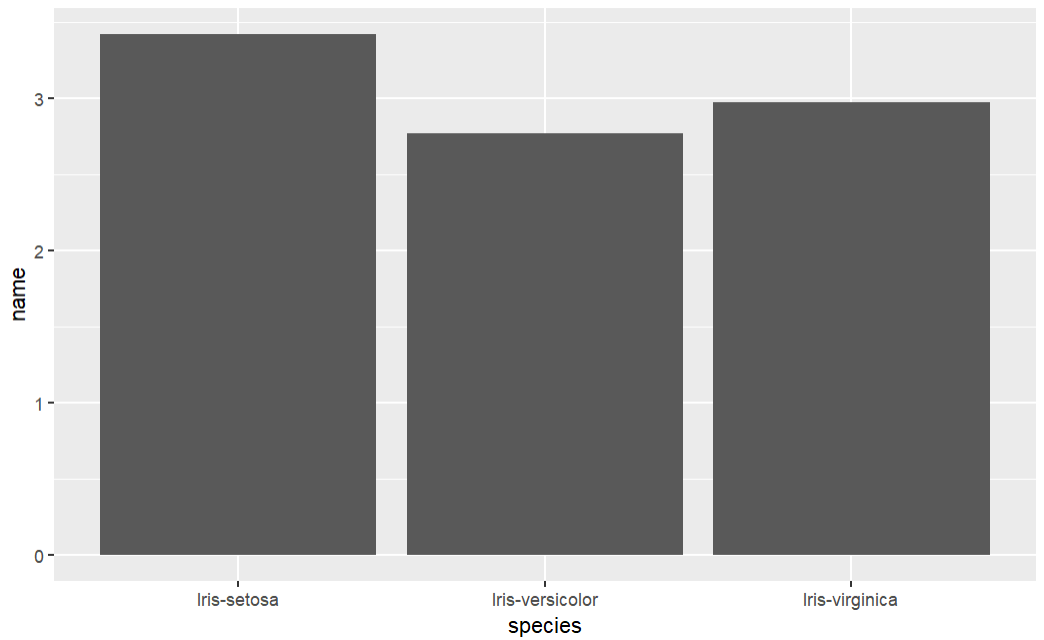 3
2
1
0
name
Iris-setosa
Iris-versicolor
Iris-virginica
species